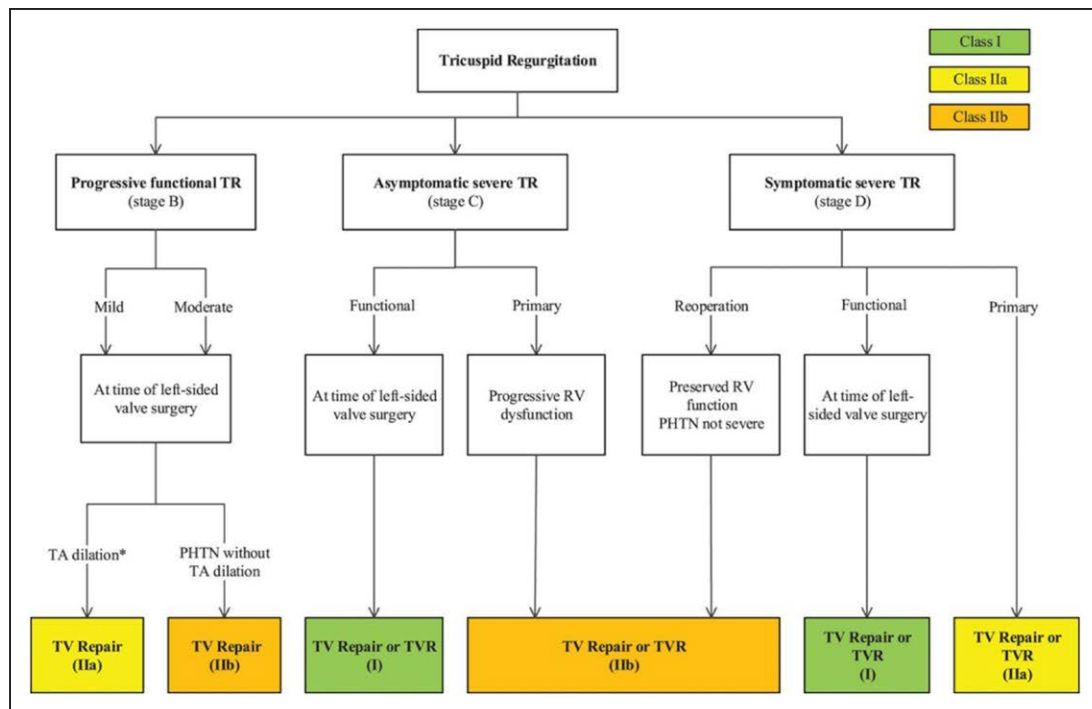 Tricuspid Regurgitation
Class I
Class IIa
Class IIb
Progressive functional TR
(stage B)
Asymptomatic severe TR
(stage C)
Symptomatic severe TR
(stage D)
Mild
Moderate
Functional
Primary
Reoperation
Functional
Primary
At time of left-sided
valve surgery
At time of left-sided
valve surgery
Progressive RV
dysfunction
Preserved RV
function
PHTN not severe
At time of left-
sided valve surgery
TA dilation*
PHTN without
TA dilation
TV Repair
(IIa)
TV Repair
(IIb)
TV Repair or TVR
(I)
TV Repair or TVR
(IIb)
TV Repair or
TVR
(I)
TV Repair or
TVR
(IIa)